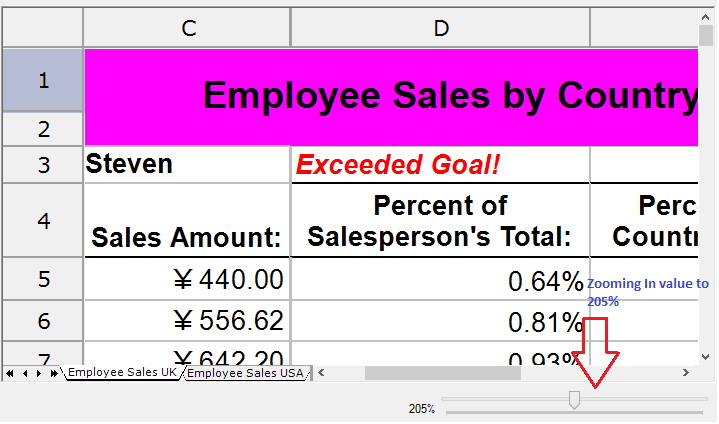 C D
1 Employee Sales by Country
2
3 Steven Exceeded Goal!
Percent of Perc
4 Sales Amount: Salesperson's Total: Countr
5 ¥ 440.00 0.64%
Zooming In value to
205%
6 ¥ 556.62 0.81%
7 ¥ 642.20 0.93%
Employee Sales UK Employee Sales USA
205%